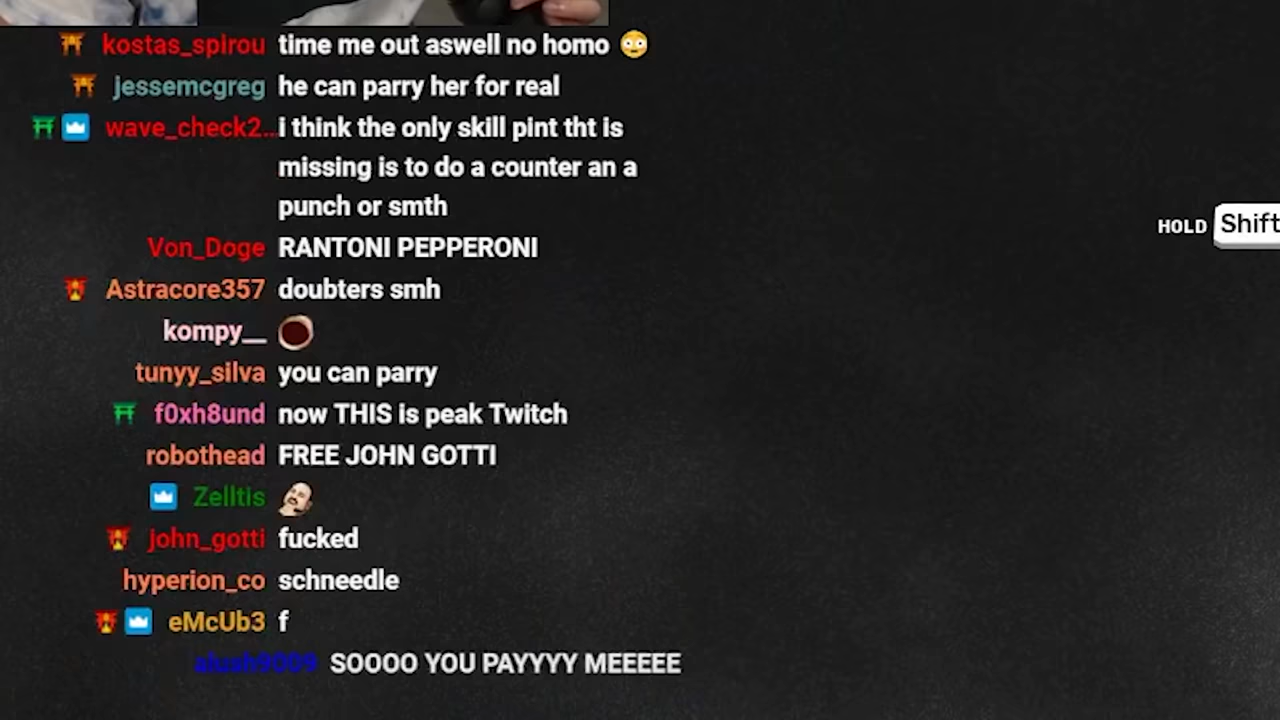 kostas_spirou time me out aswell no homo 😳
jessemcgreg he can parry her for real
wave_check2... i think the only skill pint tht is
missing is to do a counter an a
punch or smth
HOLD Shift
Von_Doge RANTONI PEPPERONI
Astracore357 doubters smh
kompy__
tunyy_silva you can parry
f0xh8und now THIS is peak Twitch
robothead FREE JOHN GOTTI
Zelltis
john_gotti fucked
hyperion_co schneedle
eMcUb3 f
alush9009 SOOOO YOU PAYYYY MEEEEE